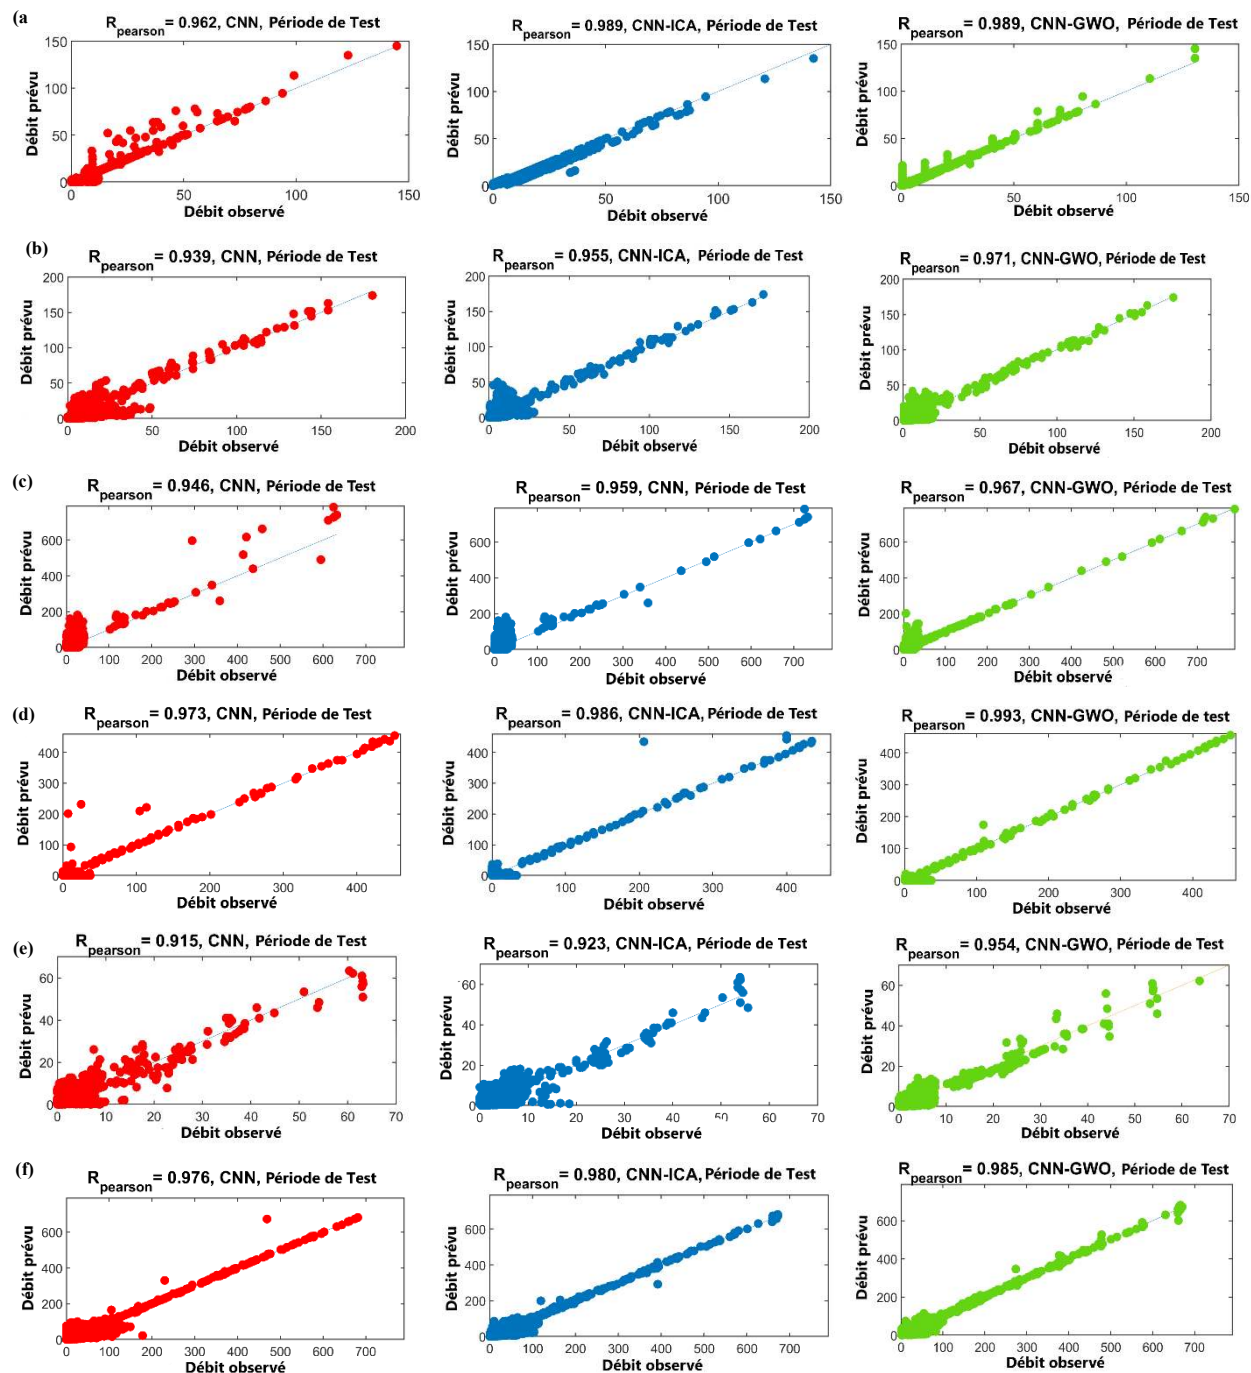 (a
R_pearson= 0.962, CNN, Période de Test
150
100
50
0
0
50
100
150
Débit prévu
Débit observé
R_pearson= 0.989, CNN-ICA, Période de Test
150
100
50
0
50
100
150
Débit prévu
Débit observé
R_pearson= 0.989, CNN-GWO, Période de Test
150
100
50
0
0
50
100
150
Débit prévu
Débit observé
(b)
R_pearson= 0.939, CNN, Période de Test
200
150
100
50
0
0
50
100
150
200
Débit prévu
Débit observé
R_pearson= 0.955, CNN-ICA, Période de Test
200
150
100
50
0
0
50
100
150
200
Débit prévu
Débit observé
R_pearson= 0.971, CNN-GWO, Période de Test
200
150
100
50
0
0
50
100
150
200
Débit prévu
Débit observé
(c)
R_pearson= 0.946, CNN, Période de Test
600
400
200
0
0 100 200 300 400 500 600 700
Débit prévu
Débit observé
R_pearson= 0.959, CNN, Période de Test
600
400
200
0
0 100 200 300 400 500 600 700
Débit prévu
Débit observé
R_pearson= 0.967, CNN-GWO, Période de Test
600
400
200
0
0 100 200 300 400 500 600 700
Débit prévu
Débit observé
(d)
R_pearson= 0.973, CNN, Période de Test
400
300
200
100
0
0 100 200 300 400
Débit prévu
Débit observé
R_pearson= 0.986, CNN-ICA, Période de Test
400
300
200
100
0
0 100 200 300 400
Débit prévu
Débit observé
R_pearson= 0.993, CNN-GWO, Période de test
400
300
200
100
0
0 100 200 300 400
Débit prévu
Débit observé
(e)
R_pearson= 0.915, CNN, Période de Test
60
40
20
0
0 10 20 30 40 50 60 70
Débit prévu
Débit observé
R_pearson= 0.923, CNN-ICA, Période de Test
60
40
20
0
0 10 20 30 40 50 60 70
Débit prévu
Débit observé
R_pearson= 0.954, CNN-GWO, Période de Test
60
40
20
0
0 10 20 30 40 50 60 70
Débit prévu
Débit observé
(f)
R_pearson= 0.976, CNN, Période de Test
600
400
200
0
0 100 200 300 400 500 600 700
Débit prévu
Débit observé
R_pearson= 0.980, CNN-ICA, Période de Test
600
400
200
0
0 100 200 300 400 500 600 700
Débit prévu
Débit observé
R_pearson= 0.985, CNN-GWO, Période de Test
600
400
200
0
0 100 200 300 400 500 600 700
Débit prévu
Débit observé